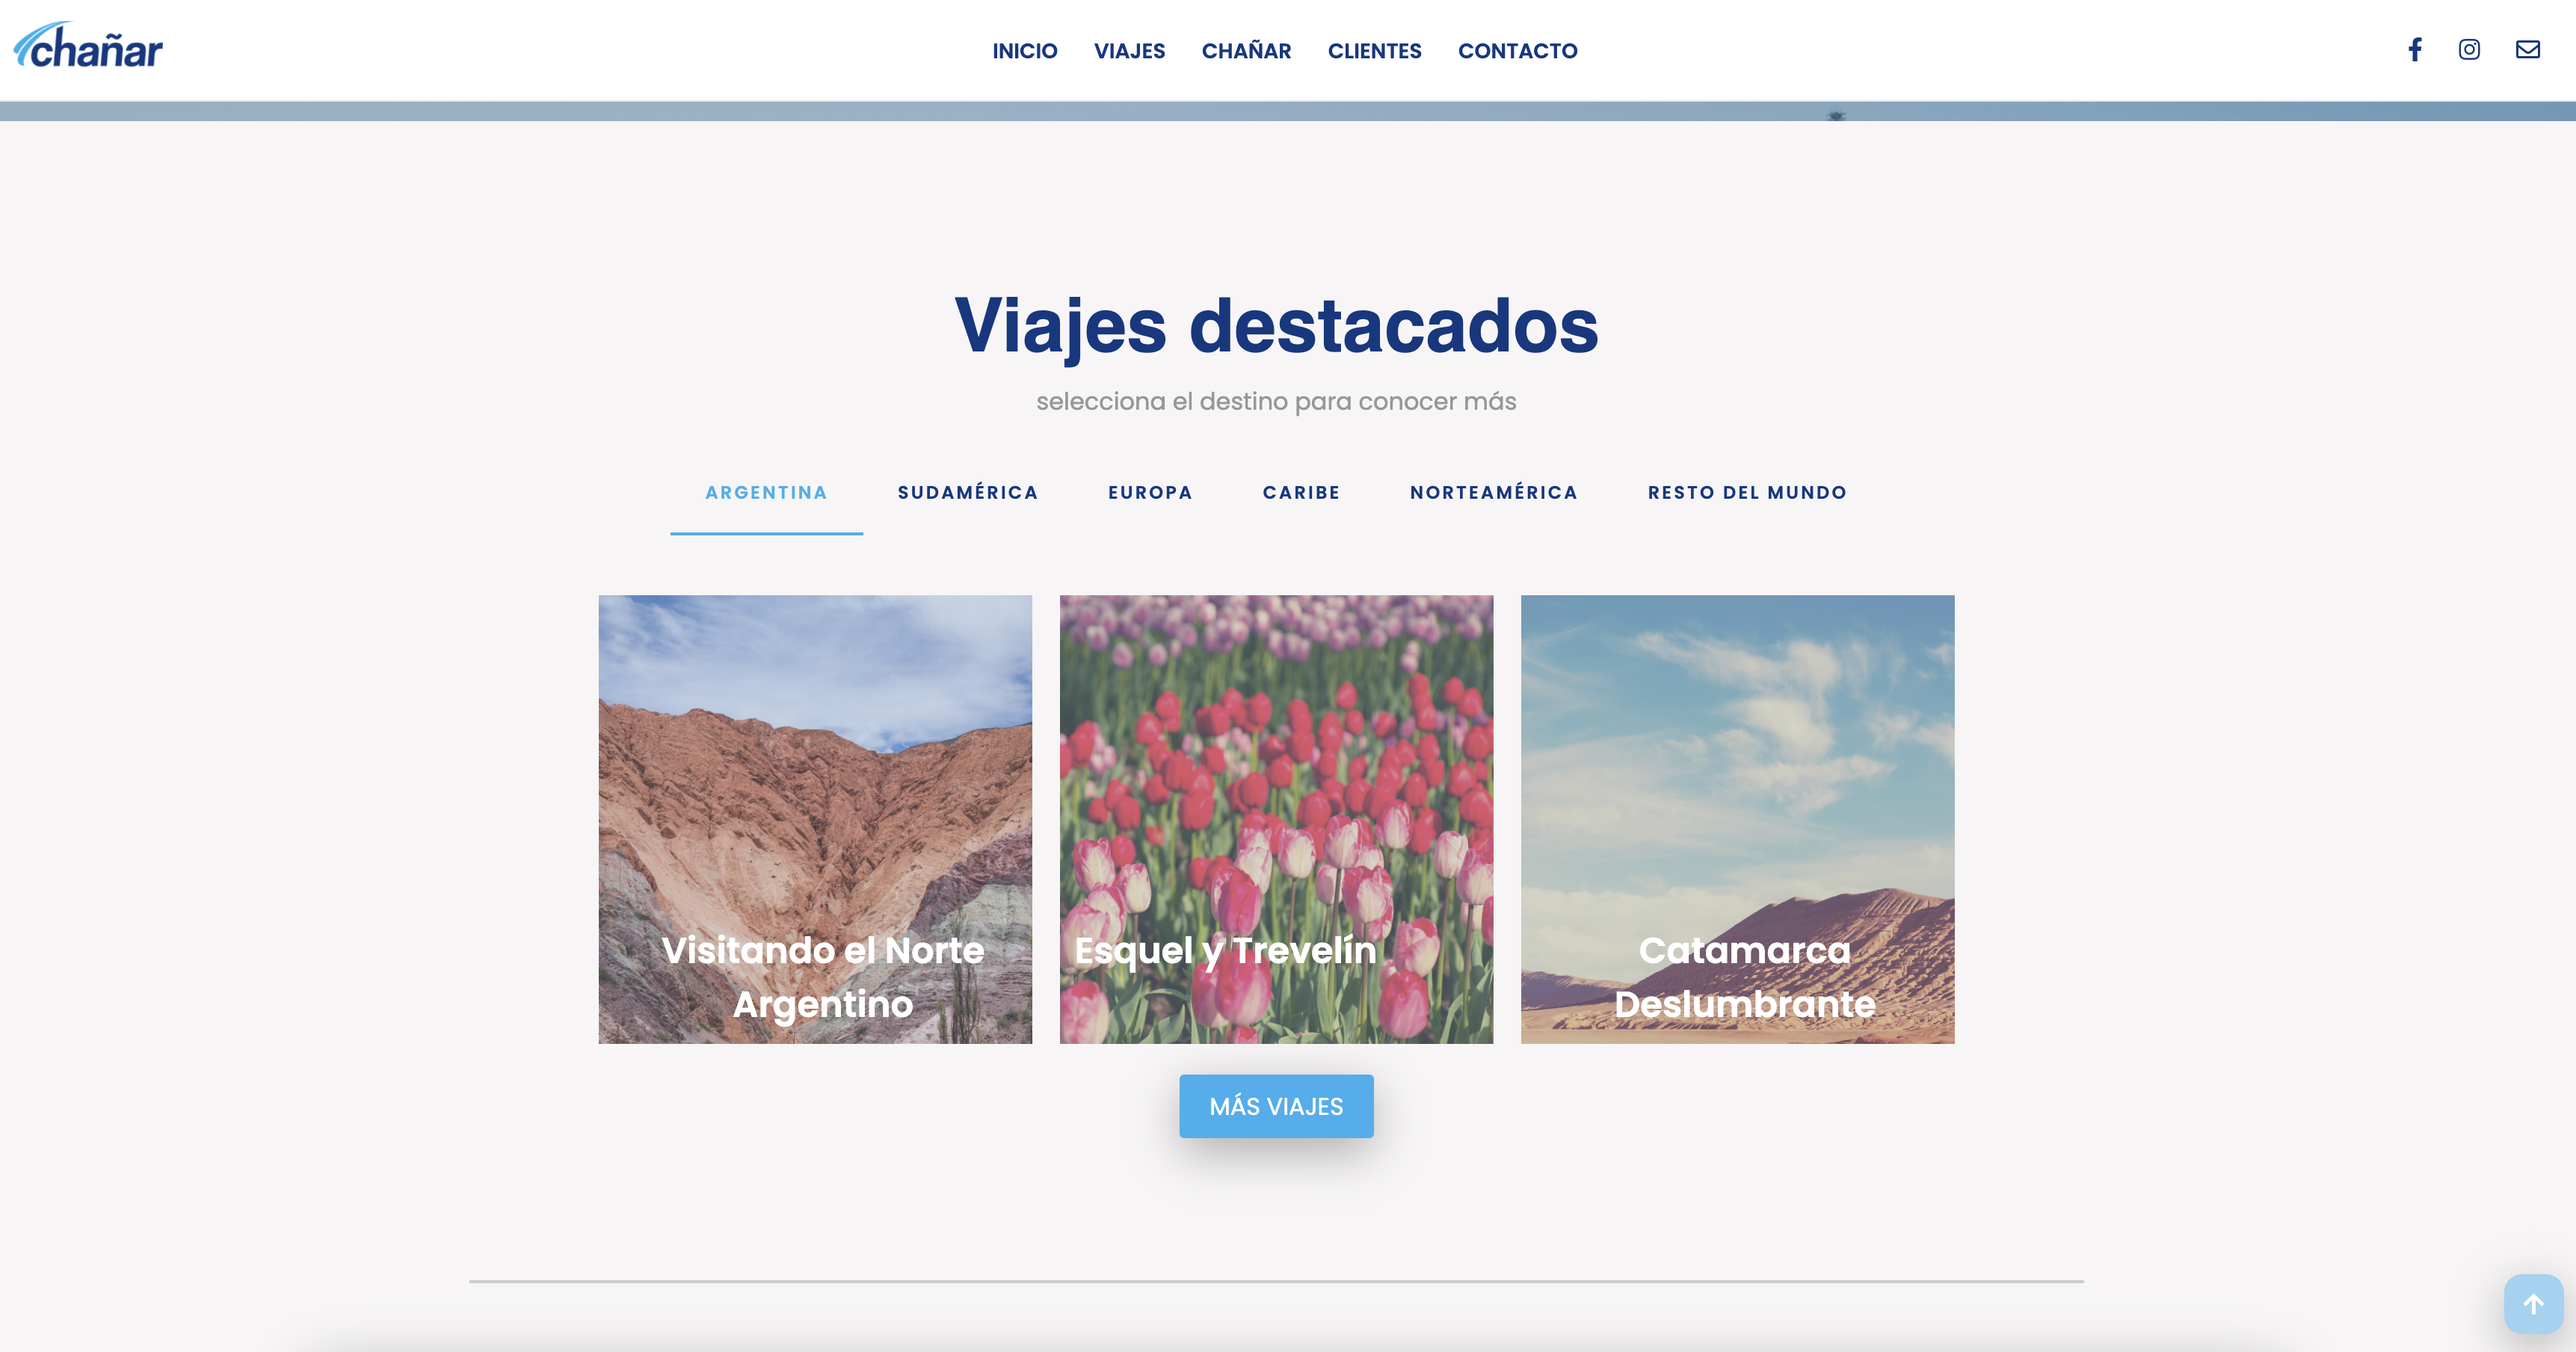 chañar
INICIO VIAJES CHAÑAR CLIENTES CONTACTO
Viajes destacados
selecciona el destino para conocer más
ARGENTINA SUDAMÉRICA EUROPA CARIBE NORTEAMÉRICA RESTO DEL MUNDO
Visitando el Norte
Argentino
Esquel y Trevelín
Catamarca
Deslumbrante
MÁS VIAJES